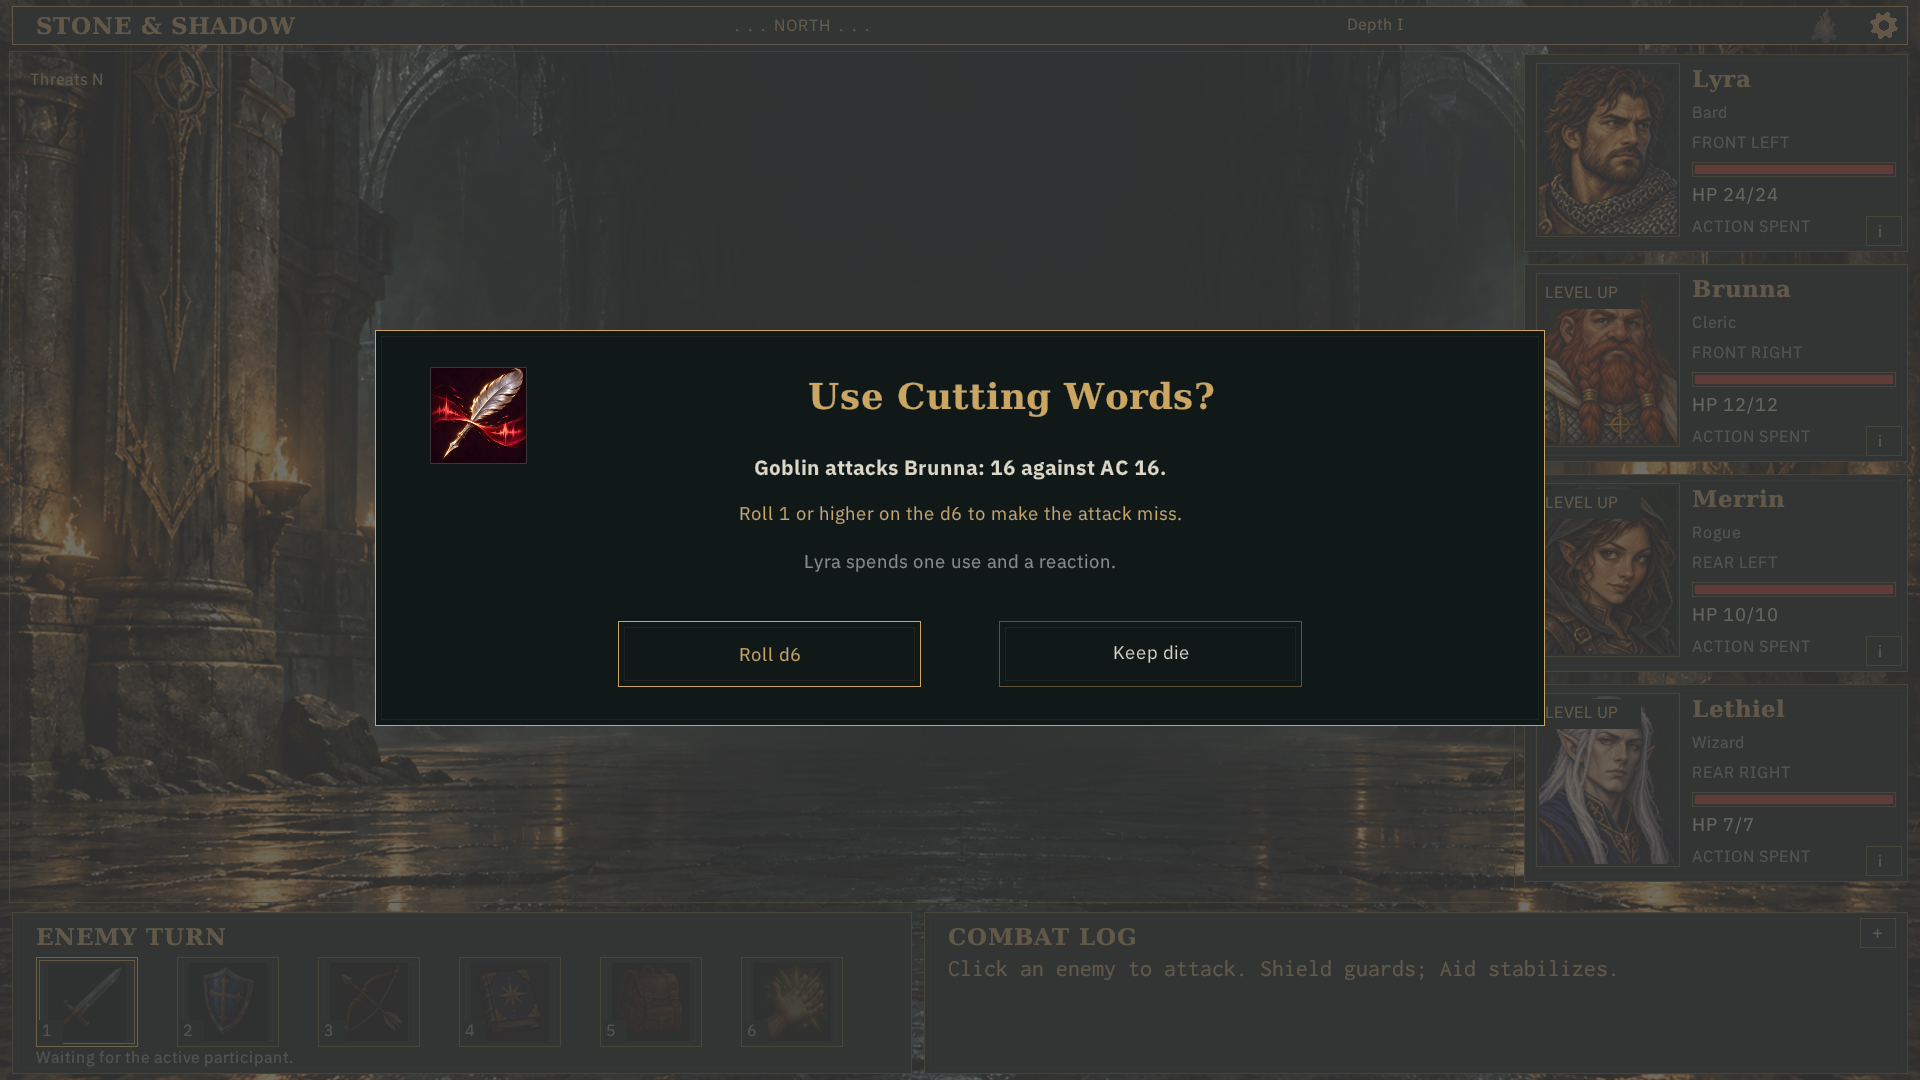 STONE & SHADOW
. . . NORTH . . .
Depth I
Threats N
Lyra
Bard
FRONT LEFT
HP 24/24
ACTION SPENT
i
LEVEL UP
Brunna
Cleric
FRONT RIGHT
HP 12/12
ACTION SPENT
i
LEVEL UP
Merrin
Rogue
REAR LEFT
HP 10/10
ACTION SPENT
i
LEVEL UP
Lethiel
Wizard
REAR RIGHT
HP 7/7
ACTION SPENT
i
Use Cutting Words?
Goblin attacks Brunna: 16 against AC 16.
Roll 1 or higher on the d6 to make the attack miss.
Lyra spends one use and a reaction.
Roll d6
Keep die
ENEMY TURN
1
2
3
4
5
6
Waiting for the active participant.
COMBAT LOG
+
Click an enemy to attack. Shield guards; Aid stabilizes.